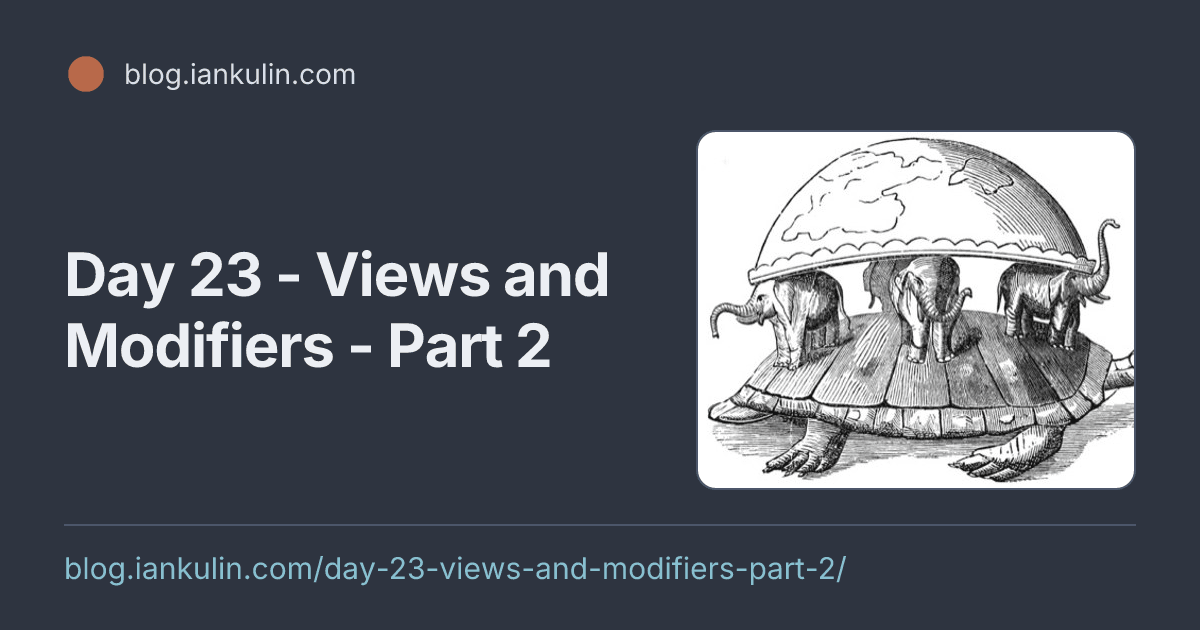 blog.iankulin.com
Day 23 - Views and
Modifiers - Part 2
blog.iankulin.com/day-23-views-and-modifiers-part-2/